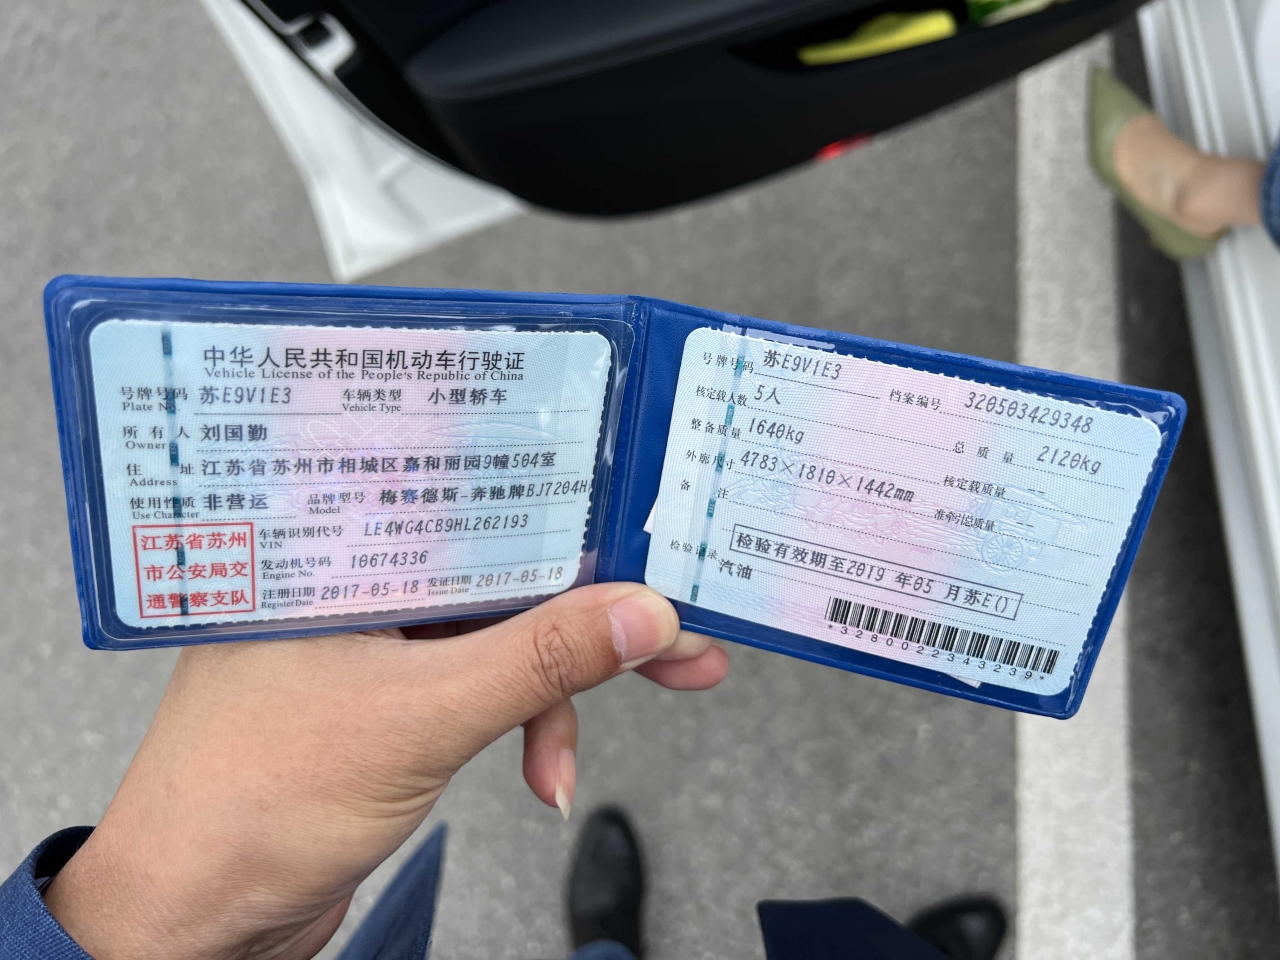 中华人民共和国机动车行驶证
Vehicle License of the People's Republic of China
号牌号码 苏E9V1E3 车辆类型 小型轿车
Plate No. Vehicle Type
所有人 刘国勤
Owner
住址 江苏省苏州市相城区嘉和丽园9幢504室
Address
使用性质 非营运 品牌型号 梅赛德斯-奔驰牌BJ7204H
Use Character Model
江苏省苏州
市公安局交
通警察支队
车辆识别代号 LE4WG4CB9HL262193
VIN
发动机号码 10674336
Engine No.
注册日期 2017-05-18 发证日期 2017-05-18
Register Date Issue Date
号牌号码 苏E9V1E3
核定载人数 5人 档案编号 320503429348
整备质量 1640kg 总质量 2120kg
外廓尺寸 4783×1810×1442mm 核定载质量 --
备注 准牵引总质量 --
检验有效期至2019年05月苏E()
检验记录
汽油
*3280022343239*